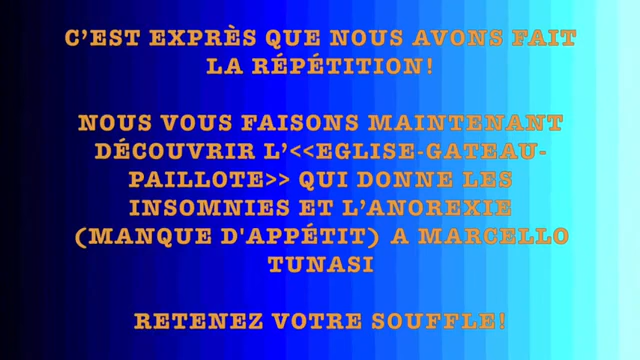 C'EST EXPRÈS QUE NOUS AVONS FAIT
LA RÉPÉTITION!
NOUS VOUS FAISONS MAINTENANT
DÉCOUVRIR L'<<EGLISE-GATEAU-
PAILLOTE>> QUI DONNE LES
INSOMNIES ET L'ANOREXIE
(MANQUE D'APPÉTIT) A MARCELLO
TUNASI
RETENEZ VOTRE SOUFFLE!